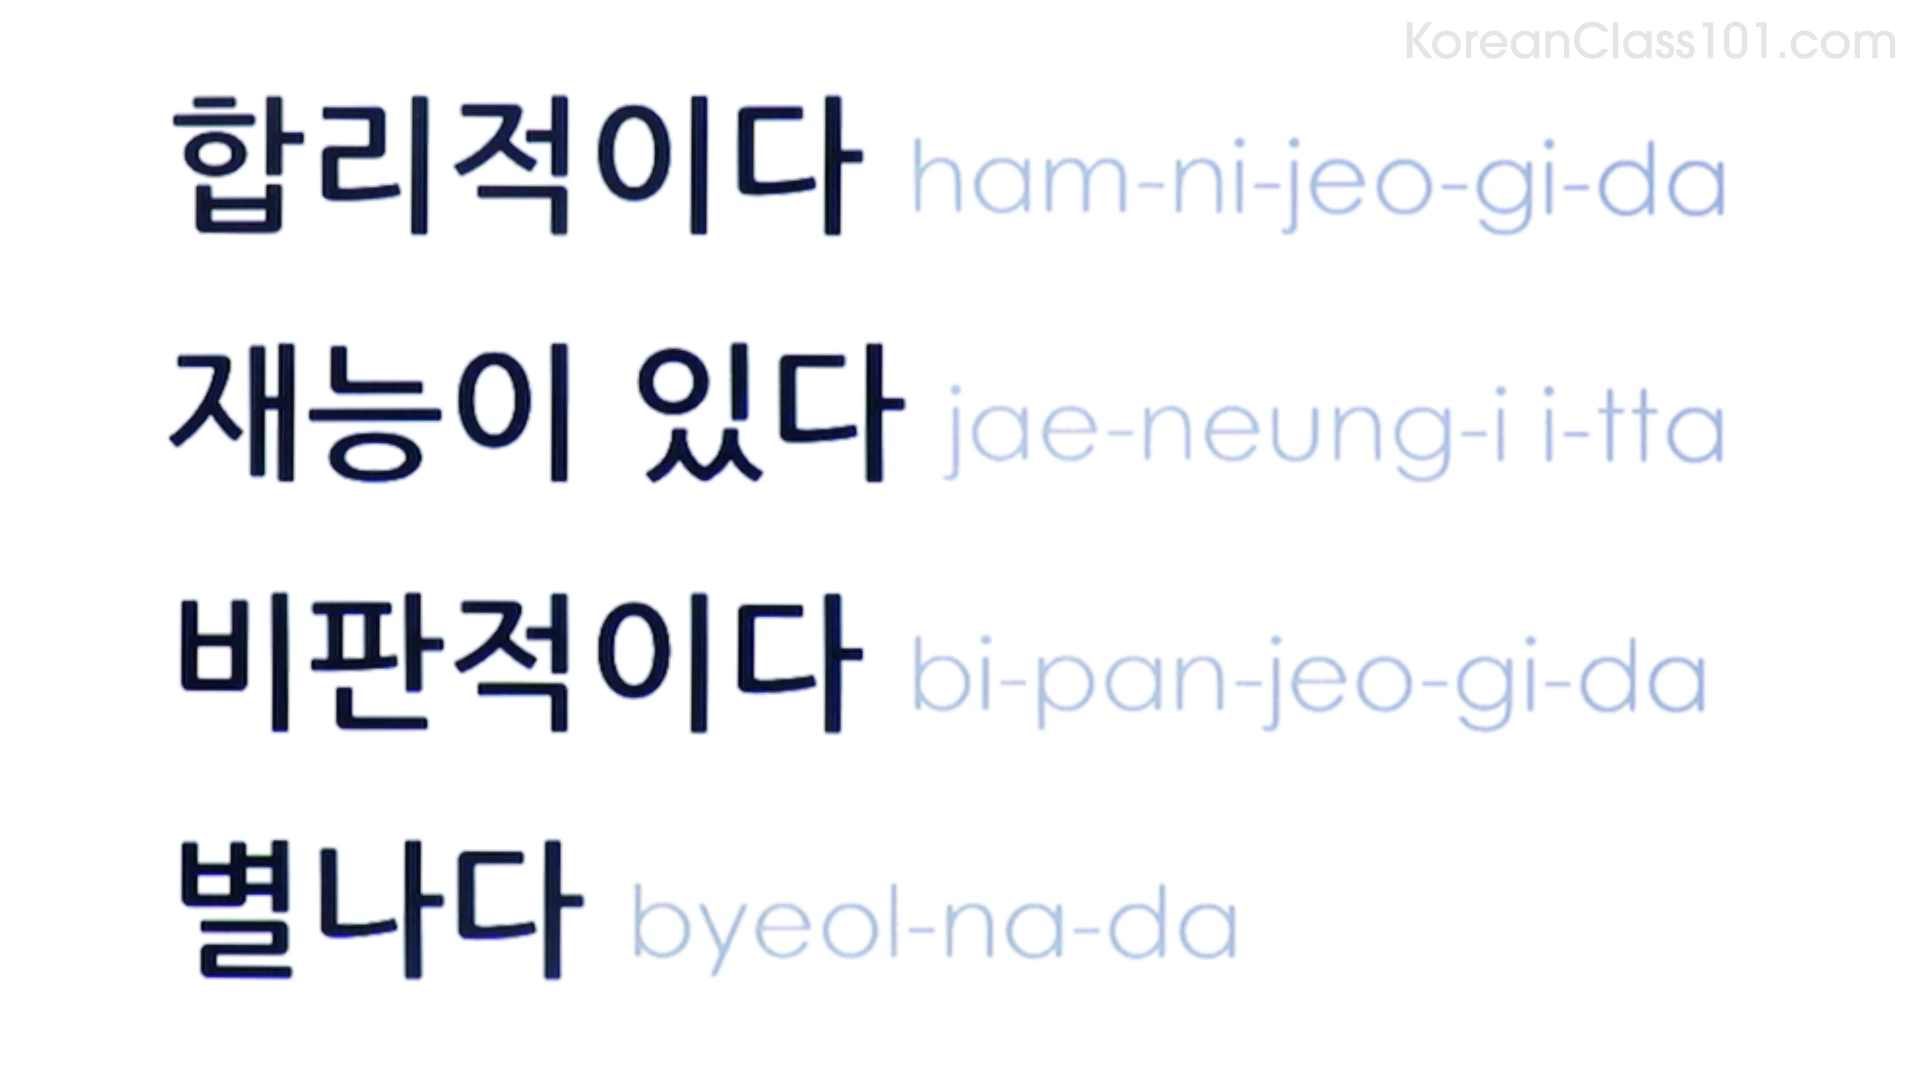 KoreanClass101.com
합리적이다 ham-ni-jeo-gi-da
재능이 있다 jae-neung-i i-tta
비판적이다 bi-pan-jeo-gi-da
별나다 byeol-na-da